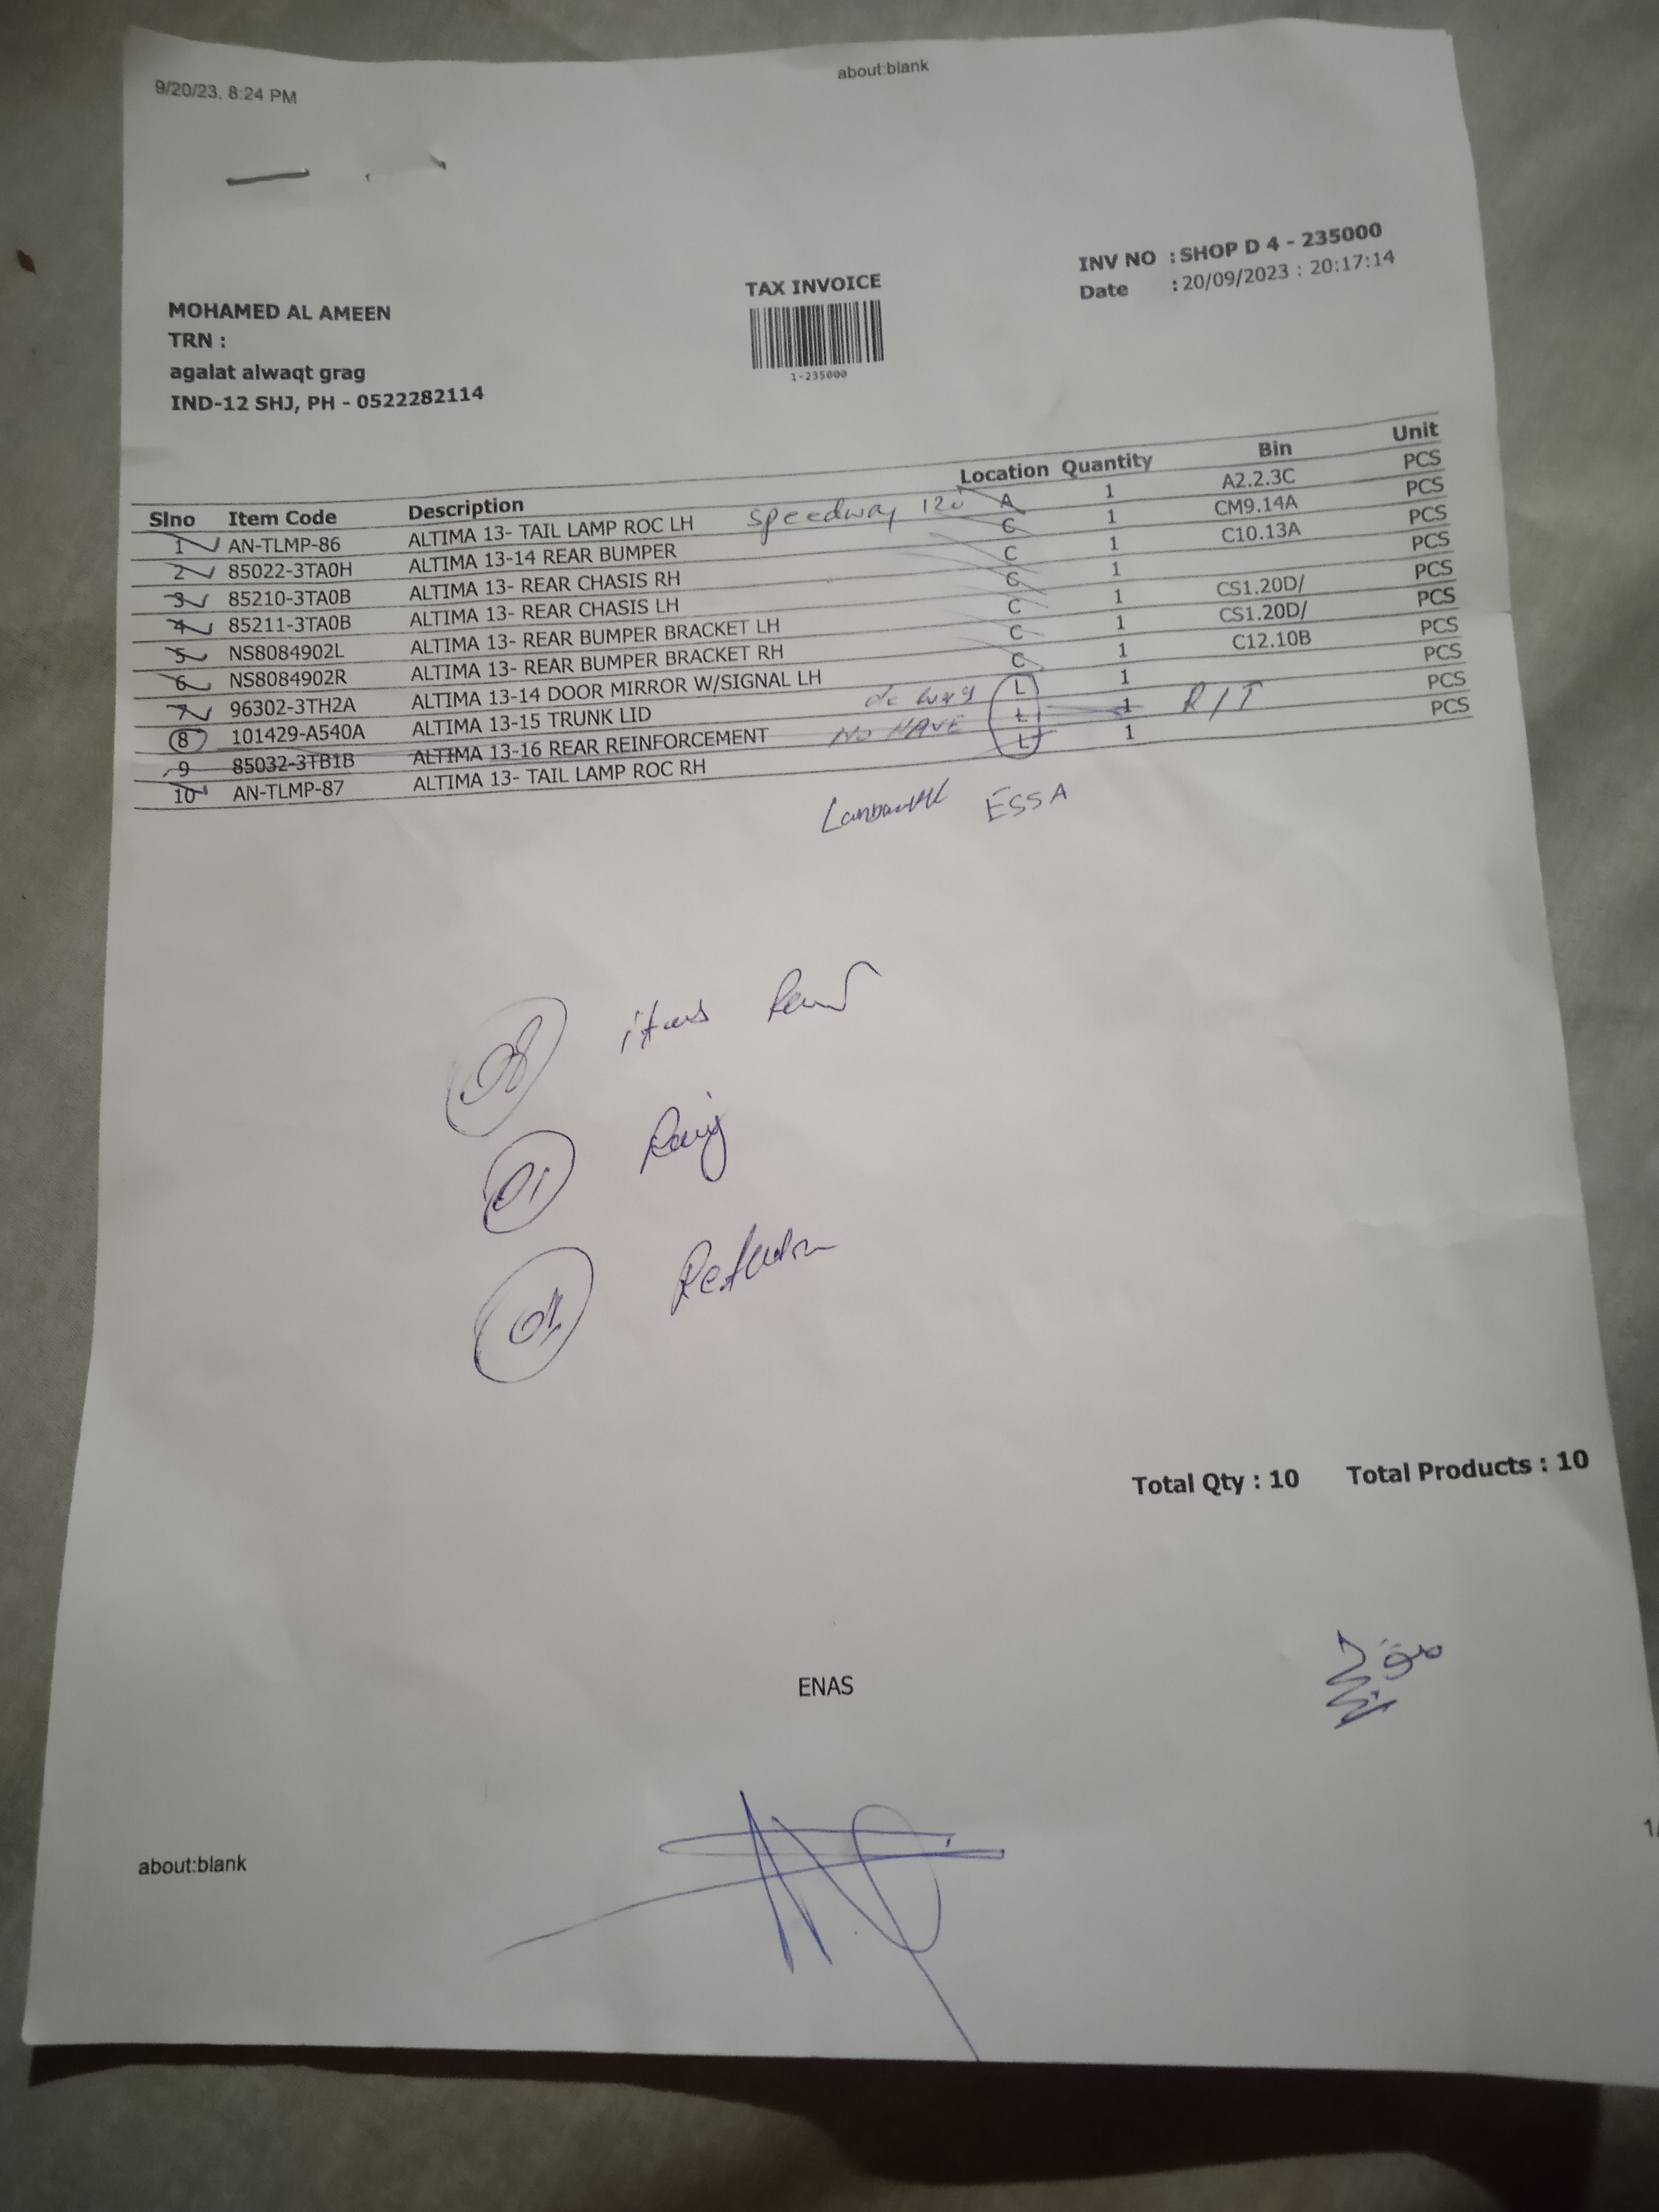 9/20/23, 8:24 PM
about:blank
INV NO : SHOP D 4 - 235000
Date : 20/09/2023 : 20:17:14
TAX INVOICE
1-235000
MOHAMED AL AMEEN
TRN :
agalat alwaqt grag
IND-12 SHJ, PH - 0522282114
Slno Item Code Description Location Quantity Bin Unit
1 AN-TLMP-86 ALTIMA 13- TAIL LAMP ROC LH speedway 120 A 1 A2.2.3C PCS
2 85022-3TA0H ALTIMA 13-14 REAR BUMPER C 1 CM9.14A PCS
3 85210-3TA0B ALTIMA 13- REAR CHASIS RH C 1 C10.13A PCS
4 85211-3TA0B ALTIMA 13- REAR CHASIS LH C 1 PCS
5 NS8084902L ALTIMA 13- REAR BUMPER BRACKET LH C 1 CS1.20D/ PCS
6 NS8084902R ALTIMA 13- REAR BUMPER BRACKET RH C 1 CS1.20D/ PCS
7 96302-3TH2A ALTIMA 13-14 DOOR MIRROR W/SIGNAL LH C 1 C12.10B PCS
8 101429-A540A ALTIMA 13-15 TRUNK LID L 1 PCS
9 85032-3TB1B ALTIMA 13-16 REAR REINFORCEMENT NO HAVE L 1 R/T PCS
10 AN-TLMP-87 ALTIMA 13- TAIL LAMP ROC RH L 1 PCS
ESSA
08 items
01
01
Total Qty : 10 Total Products : 10
ENAS
about:blank